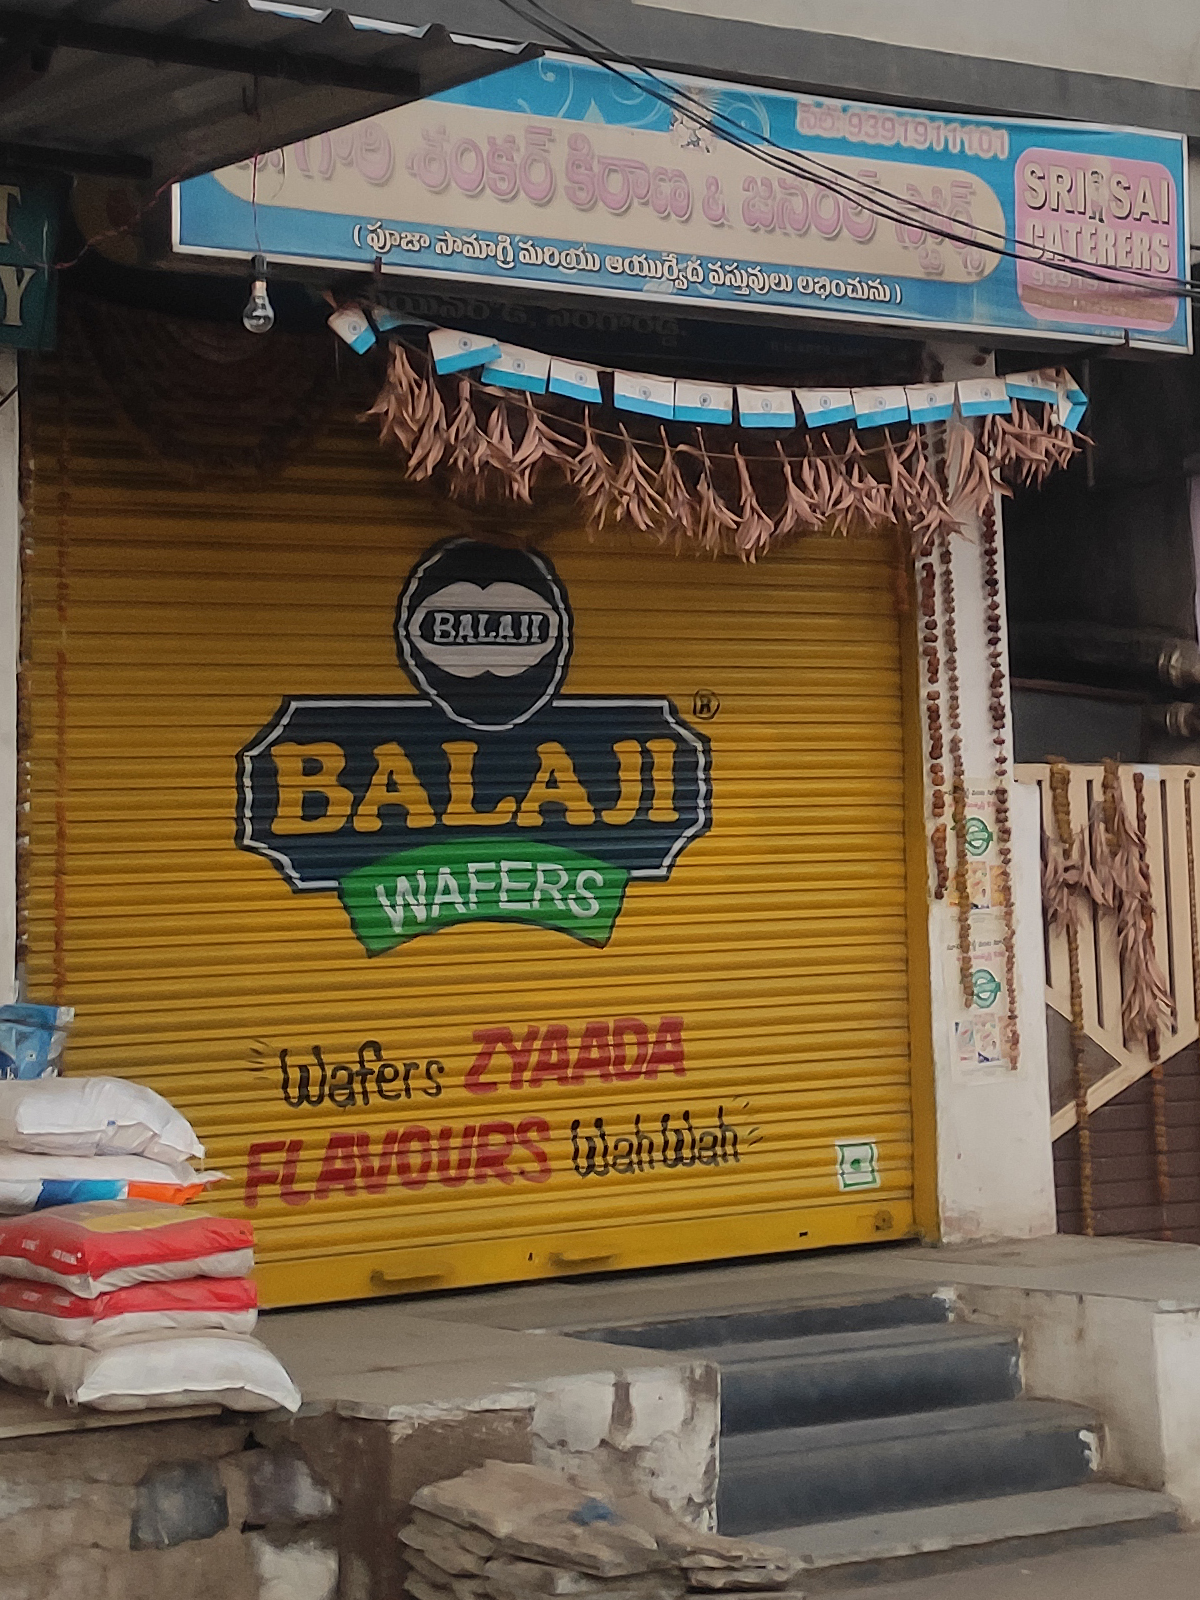 సెల్: 9391911101
గౌరి శంకర్ కిరాణ & జనరల్ స్టోర్స్
( పూజా సామాగ్రి మరియు ఆయుర్వేద వస్తువులు లభించును )
SRI SAI
CATERERS
T
Y
BALAJI
®
BALAJI
WAFERS
Wafers ZYAADA
FLAVOURS Wah Wah